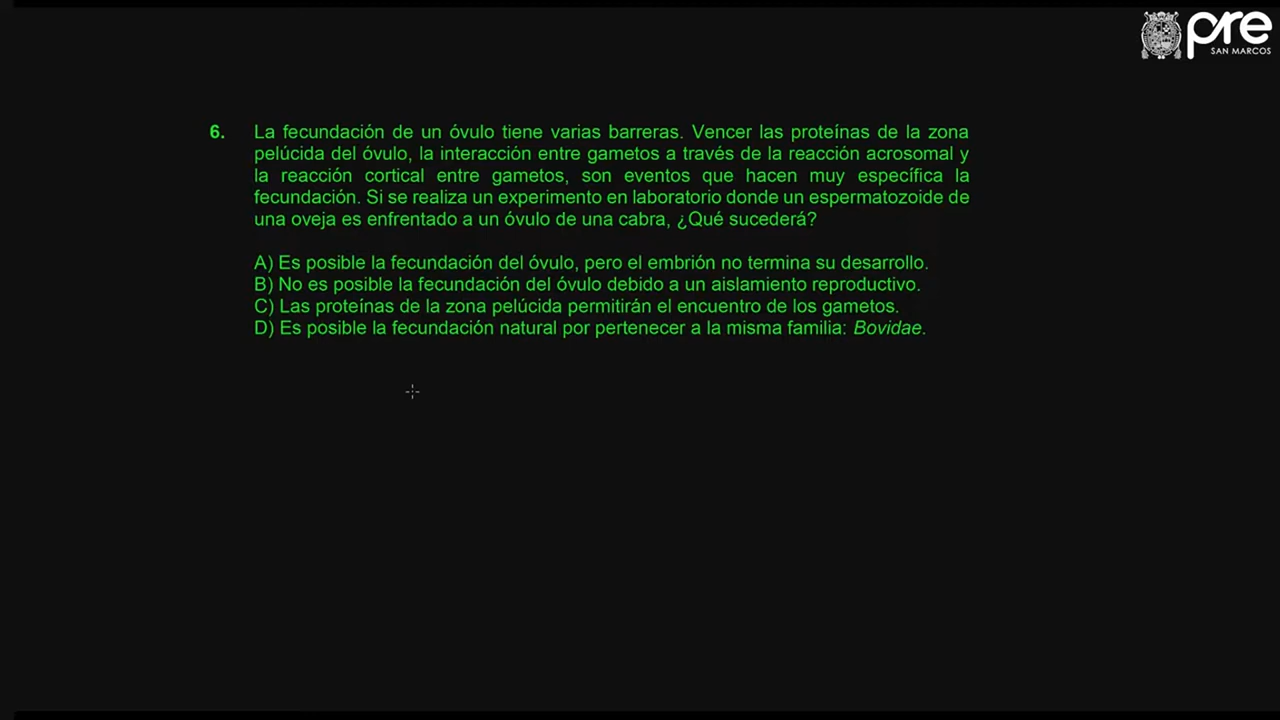 pre
SAN MARCOS
6. La fecundación de un óvulo tiene varias barreras. Vencer las proteínas de la zona
pelúcida del óvulo, la interacción entre gametos a través de la reacción acrosomal y
la reacción cortical entre gametos, son eventos que hacen muy específica la
fecundación. Si se realiza un experimento en laboratorio donde un espermatozoide de
una oveja es enfrentado a un óvulo de una cabra, ¿Qué sucederá?
A) Es posible la fecundación del óvulo, pero el embrión no termina su desarrollo.
B) No es posible la fecundación del óvulo debido a un aislamiento reproductivo.
C) Las proteínas de la zona pelúcida permitirán el encuentro de los gametos.
D) Es posible la fecundación natural por pertenecer a la misma familia: Bovidae.